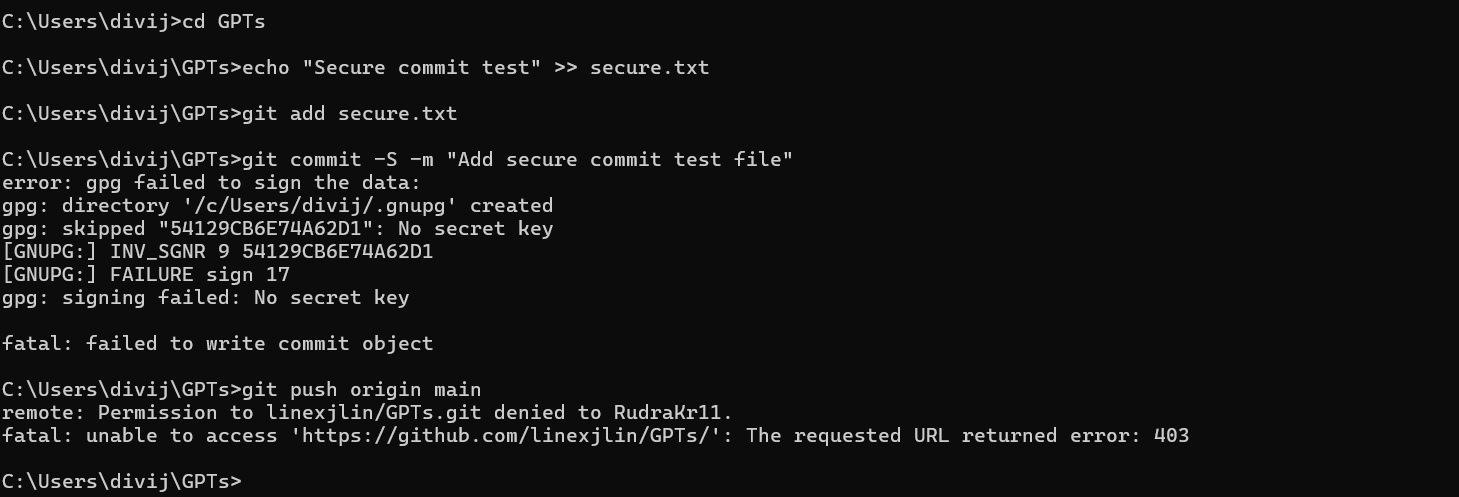 C:\Users\divij>cd GPTs
C:\Users\divij\GPTs>echo "Secure commit test" >> secure.txt
C:\Users\divij\GPTs>git add secure.txt
C:\Users\divij\GPTs>git commit -S -m "Add secure commit test file"
error: gpg failed to sign the data:
gpg: directory '/c/Users/divij/.gnupg' created
gpg: skipped "54129CB6E74A62D1": No secret key
[GNUPG:] INV_SGNR 9 54129CB6E74A62D1
[GNUPG:] FAILURE sign 17
gpg: signing failed: No secret key
fatal: failed to write commit object
C:\Users\divij\GPTs>git push origin main
remote: Permission to linexjlin/GPTs.git denied to RudraKr11.
fatal: unable to access 'https://github.com/linexjlin/GPTs/': The requested URL returned error: 403
C:\Users\divij\GPTs>